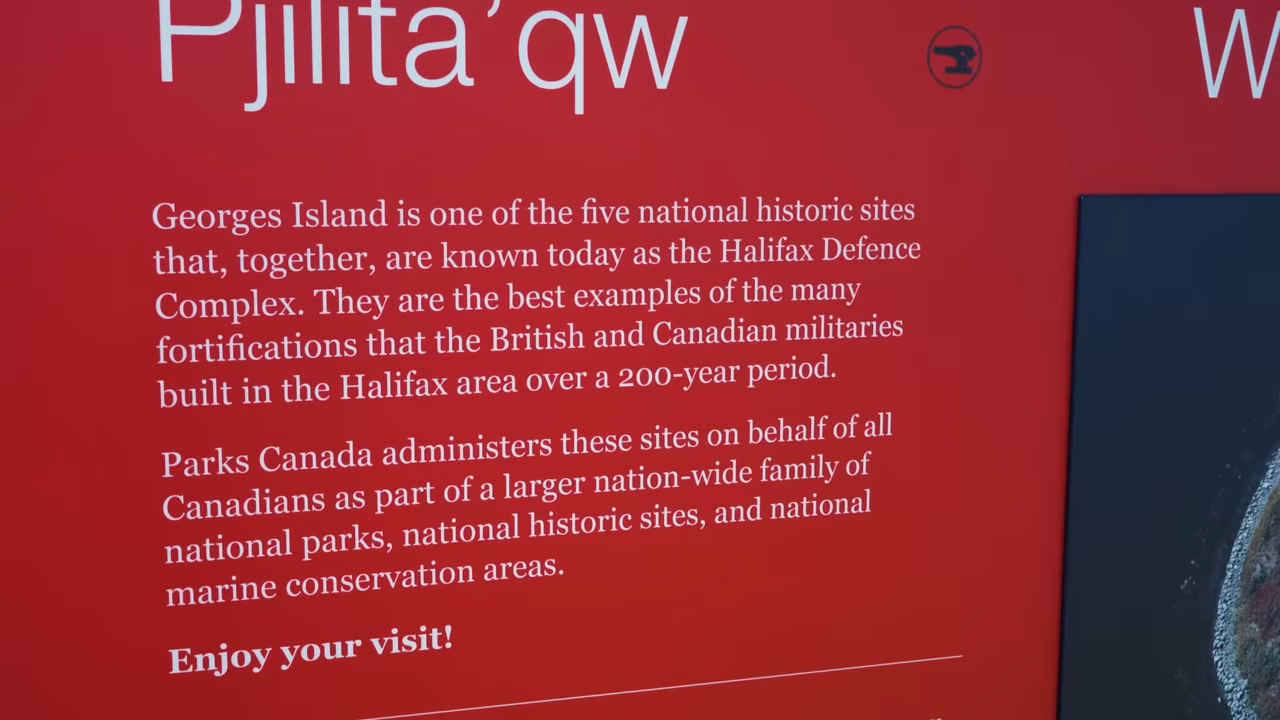 Pjilita'qw
W
Georges Island is one of the five national historic sites
that, together, are known today as the Halifax Defence
Complex. They are the best examples of the many
fortifications that the British and Canadian militaries
built in the Halifax area over a 200-year period.
Parks Canada administers these sites on behalf of all
Canadians as part of a larger nation-wide family of
national parks, national historic sites, and national
marine conservation areas.
Enjoy your visit!